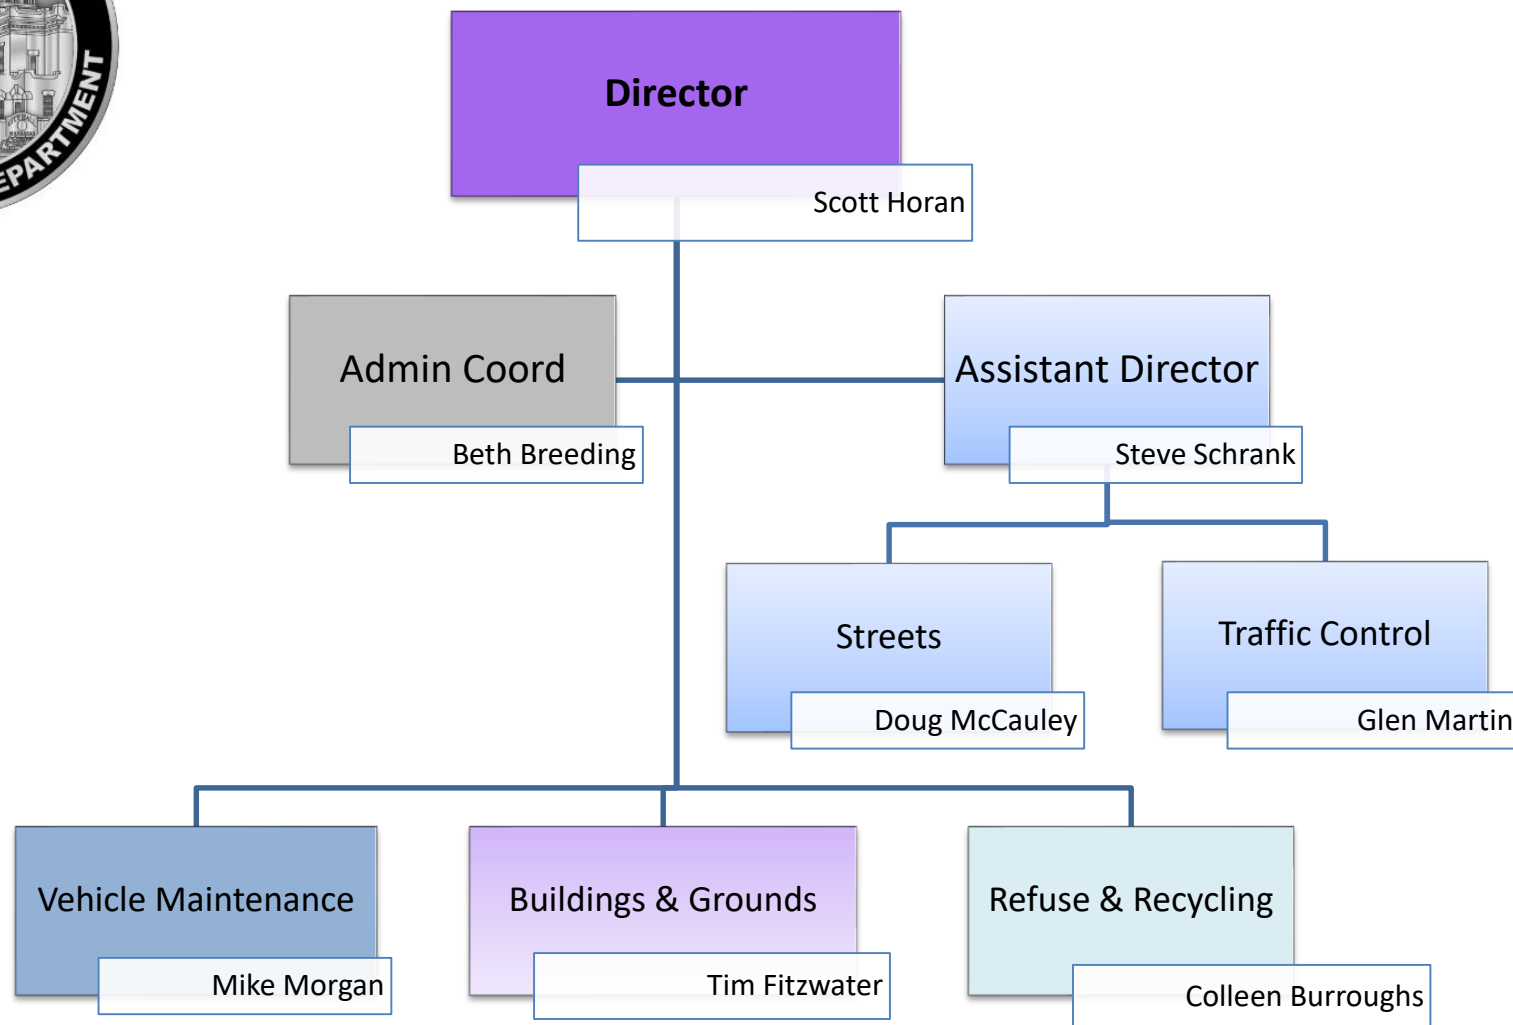 DEPARTMENT
Director
Scott Horan
Admin Coord
Beth Breeding
Assistant Director
Steve Schrank
Streets
Doug McCauley
Traffic Control
Glen Martin
Vehicle Maintenance
Mike Morgan
Buildings & Grounds
Tim Fitzwater
Refuse & Recycling
Colleen Burroughs